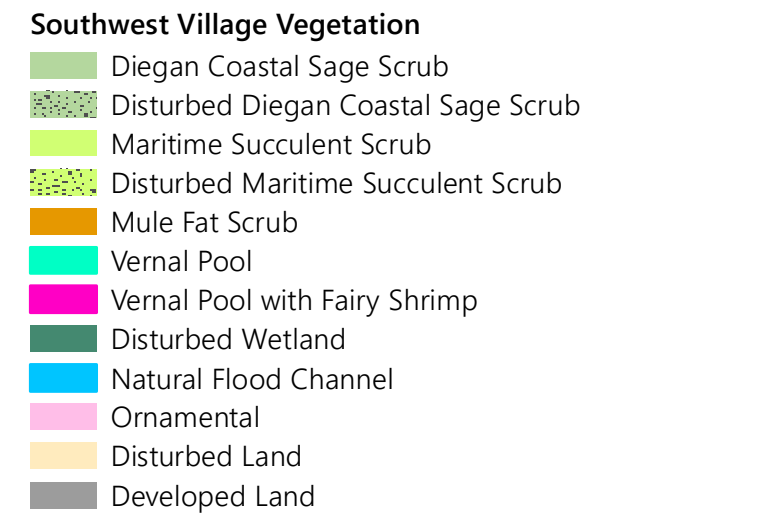 Southwest Village Vegetation
Diegan Coastal Sage Scrub
Disturbed Diegan Coastal Sage Scrub
Maritime Succulent Scrub
Disturbed Maritime Succulent Scrub
Mule Fat Scrub
Vernal Pool
Vernal Pool with Fairy Shrimp
Disturbed Wetland
Natural Flood Channel
Ornamental
Disturbed Land
Developed Land